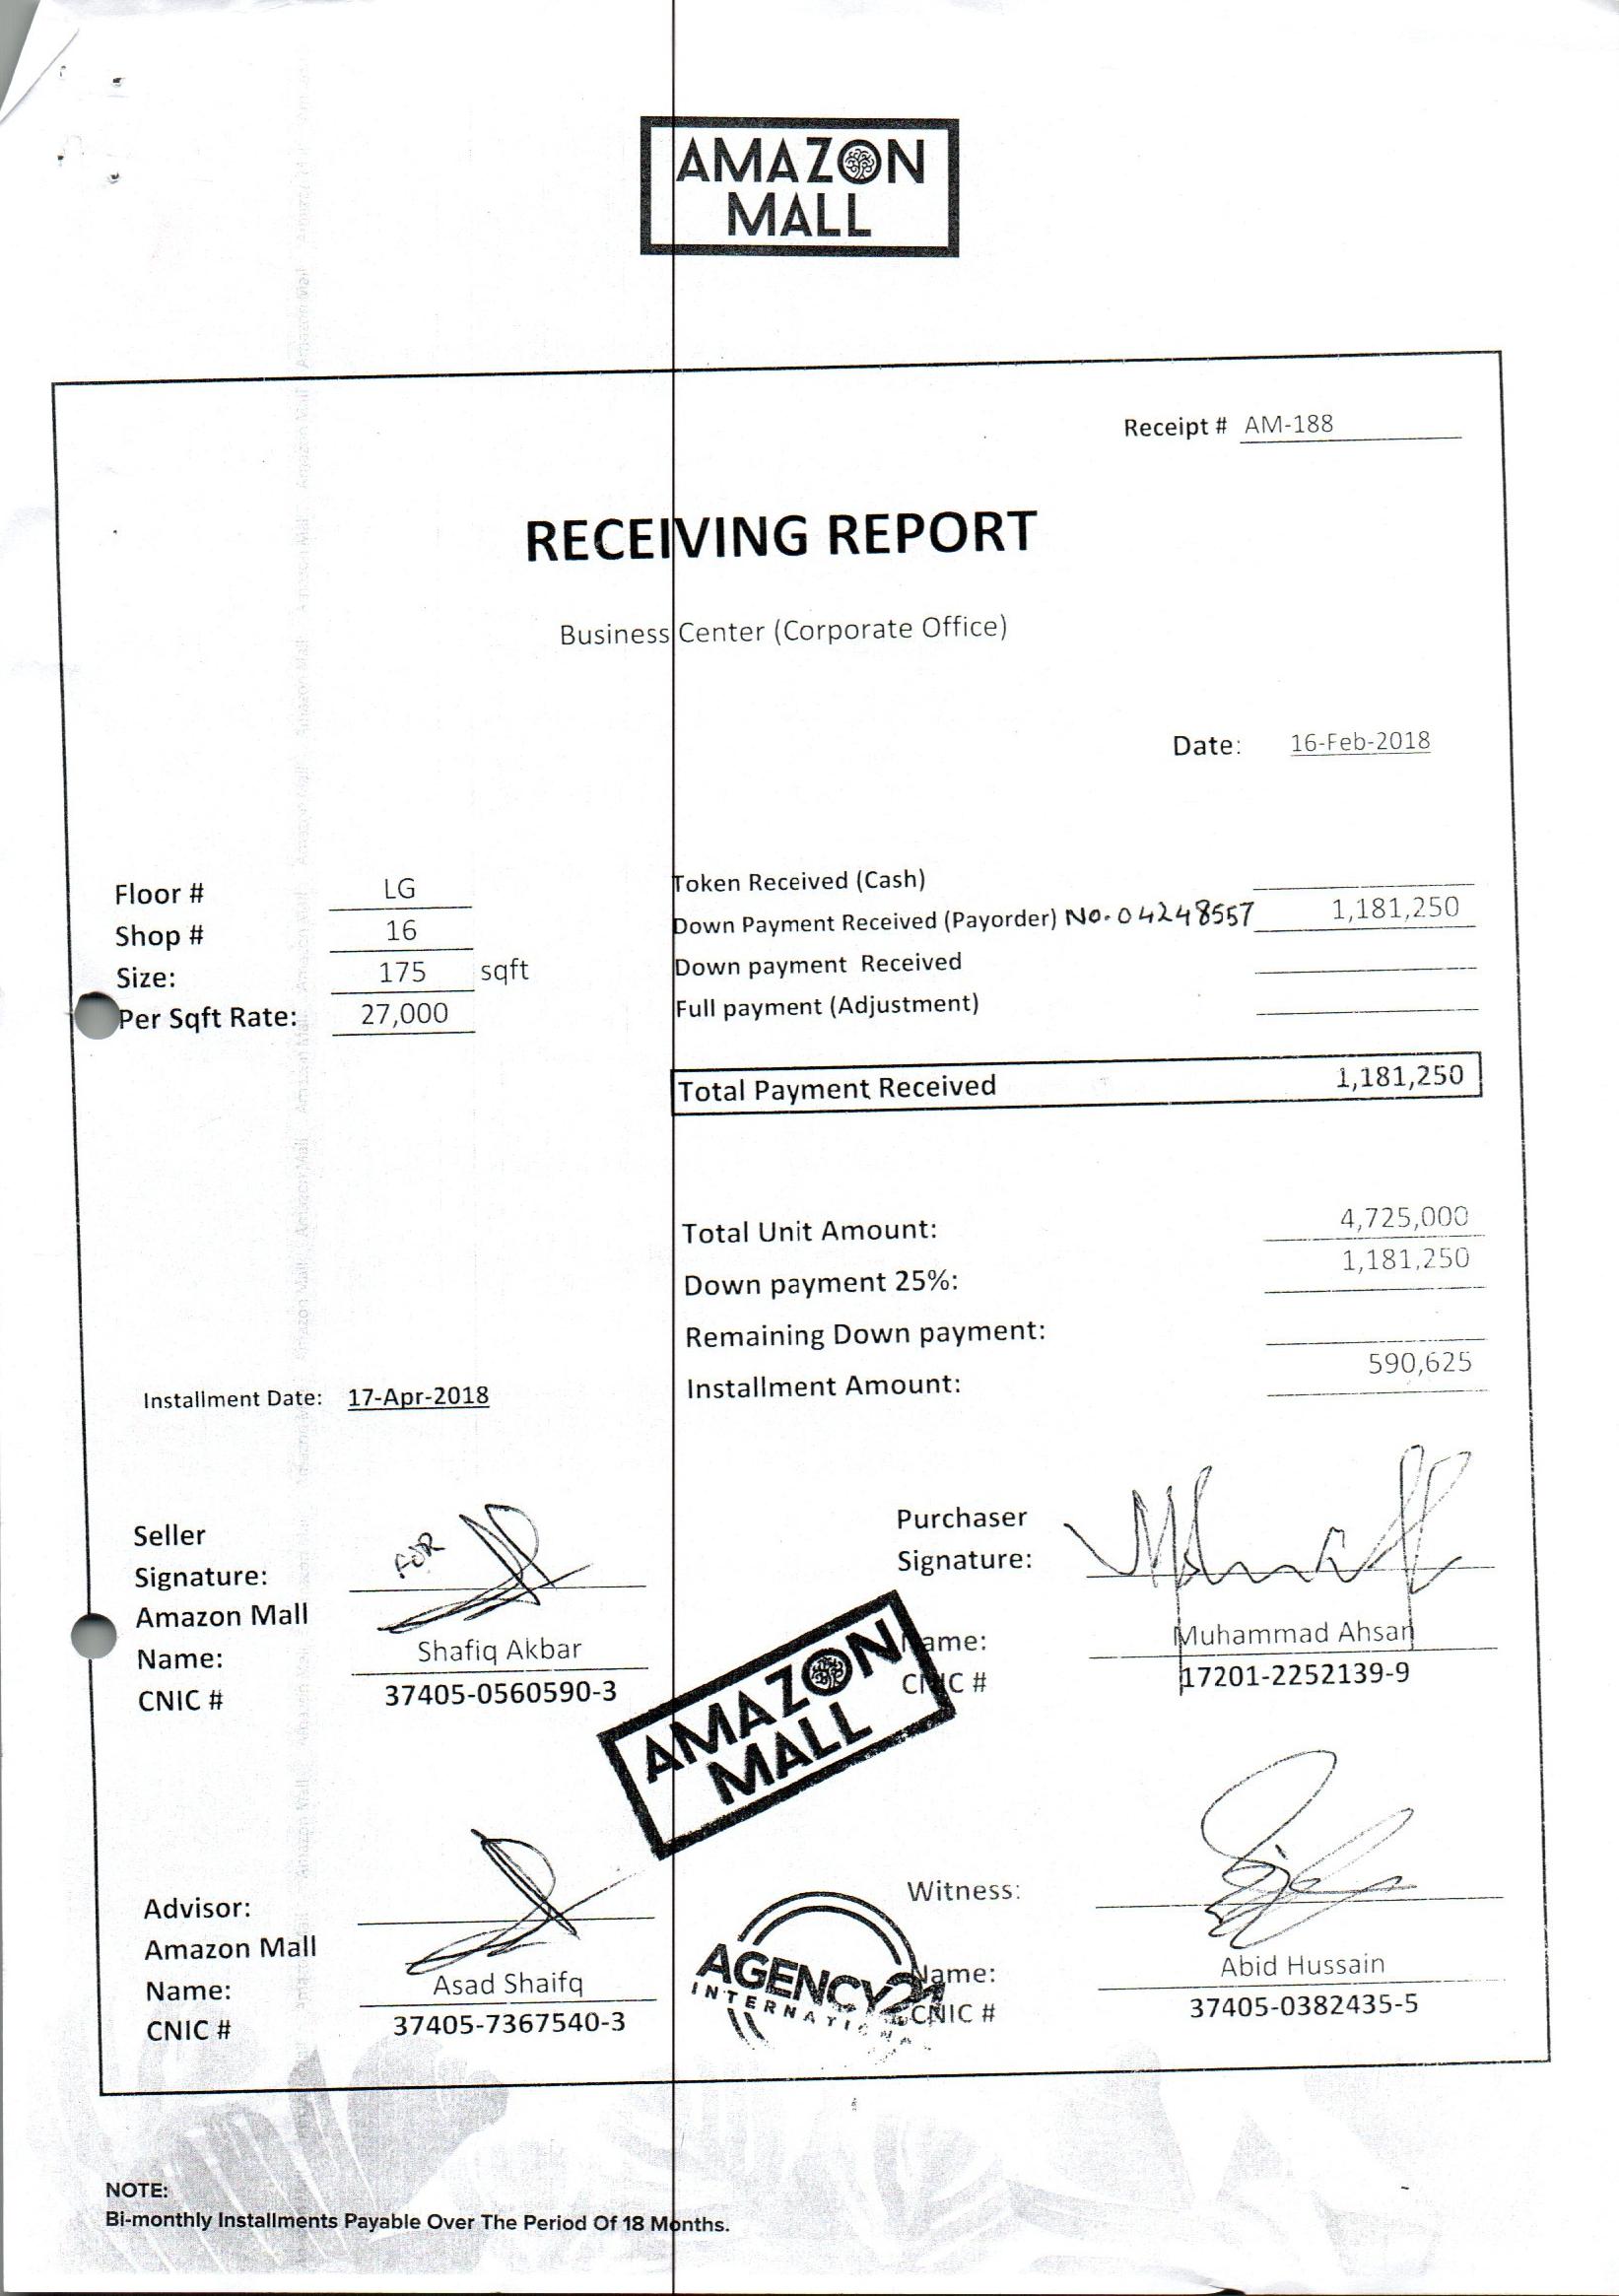 AMAZON
MALL
Receipt # AM-188
RECEIVING REPORT
Business Center (Corporate Office)
Date: 16-Feb-2018
Floor # LG
Shop # 16
Size: 175 sqft
Per Sqft Rate: 27,000
Token Received (Cash)
Down Payment Received (Payorder) No. 04248557 1,181,250
Down payment Received
Full payment (Adjustment)
Total Payment Received 1,181,250
Total Unit Amount: 4,725,000
Down payment 25%: 1,181,250
Remaining Down payment:
Installment Amount: 590,625
Installment Date: 17-Apr-2018
Seller
Signature: FOR
Amazon Mall
Name: Shafiq Akbar
CNIC # 37405-0560590-3
Purchaser
Signature:
Name: Muhammad Ahsan
CNIC # 17201-2252139-9
AMAZON
MALL
Advisor:
Amazon Mall
Name: Asad Shaifq
CNIC # 37405-7367540-3
AGENCY21
INTERNATIONAL
Witness:
Name: Abid Hussain
CNIC # 37405-0382435-5
NOTE:
Bi-monthly Installments Payable Over The Period Of 18 Months.